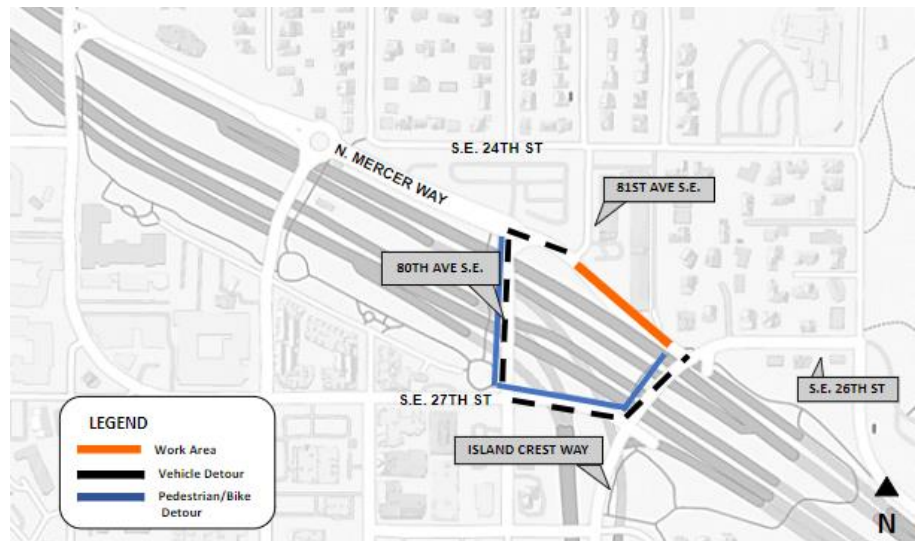 S.E. 24TH ST
N. MERCER WAY
81ST AVE S.E.
80TH AVE S.E.
S.E. 26TH ST
S.E. 27TH ST
ISLAND CREST WAY
LEGEND
Work Area
Vehicle Detour
Pedestrian/Bike
Detour
N